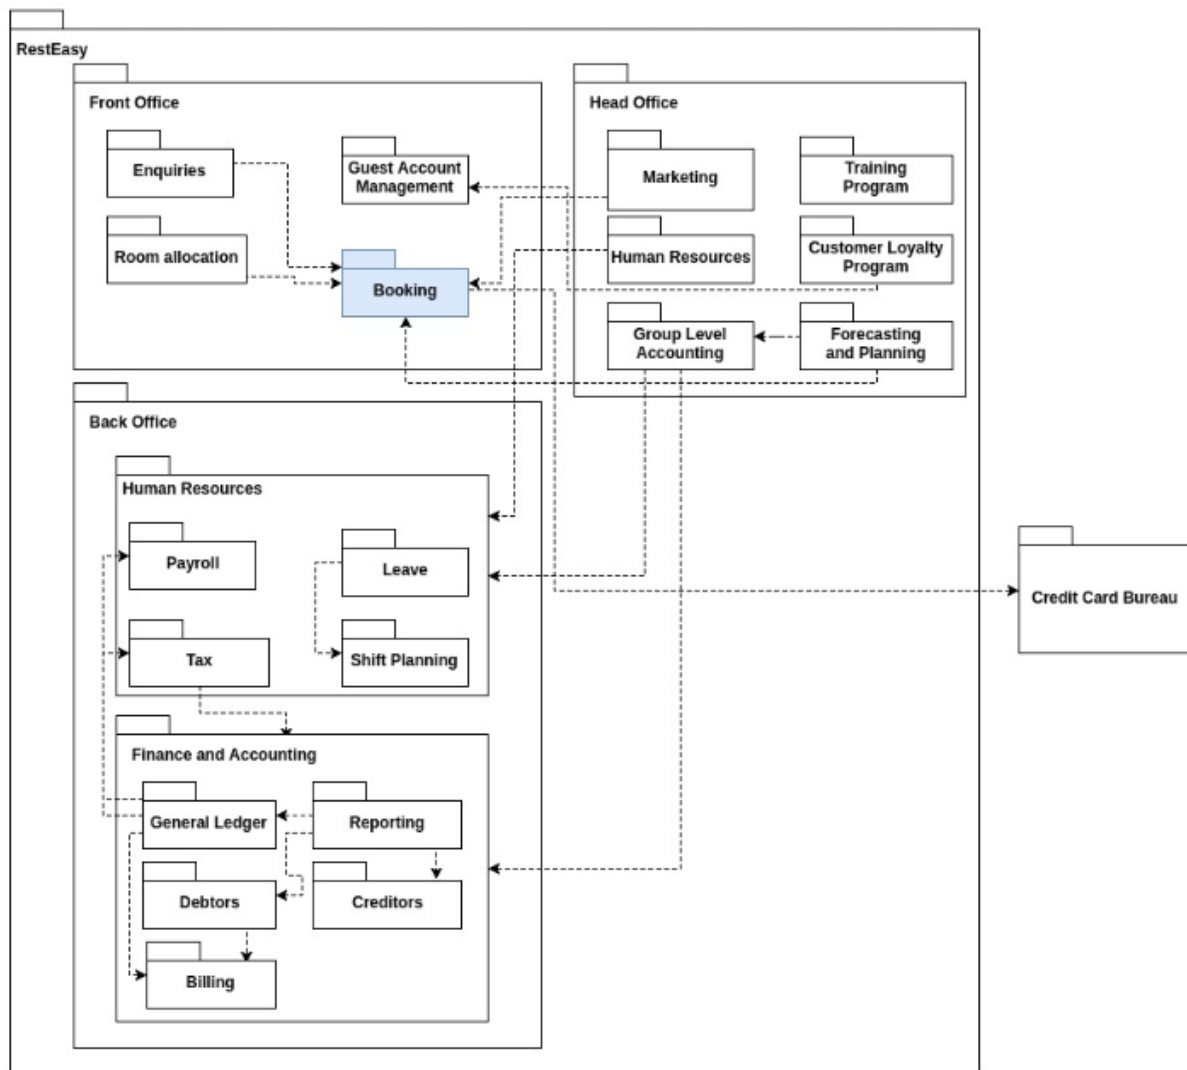 RestEasy
Front Office
Enquiries
Guest Account
Management
Room allocation
Booking
Head Office
Marketing
Training
Program
Human Resources
Customer Loyalty
Program
Group Level
Accounting
Forecasting
and Planning
Back Office
Human Resources
Payroll
Leave
Tax
Shift Planning
Finance and Accounting
General Ledger
Reporting
Debtors
Creditors
Billing
Credit Card Bureau